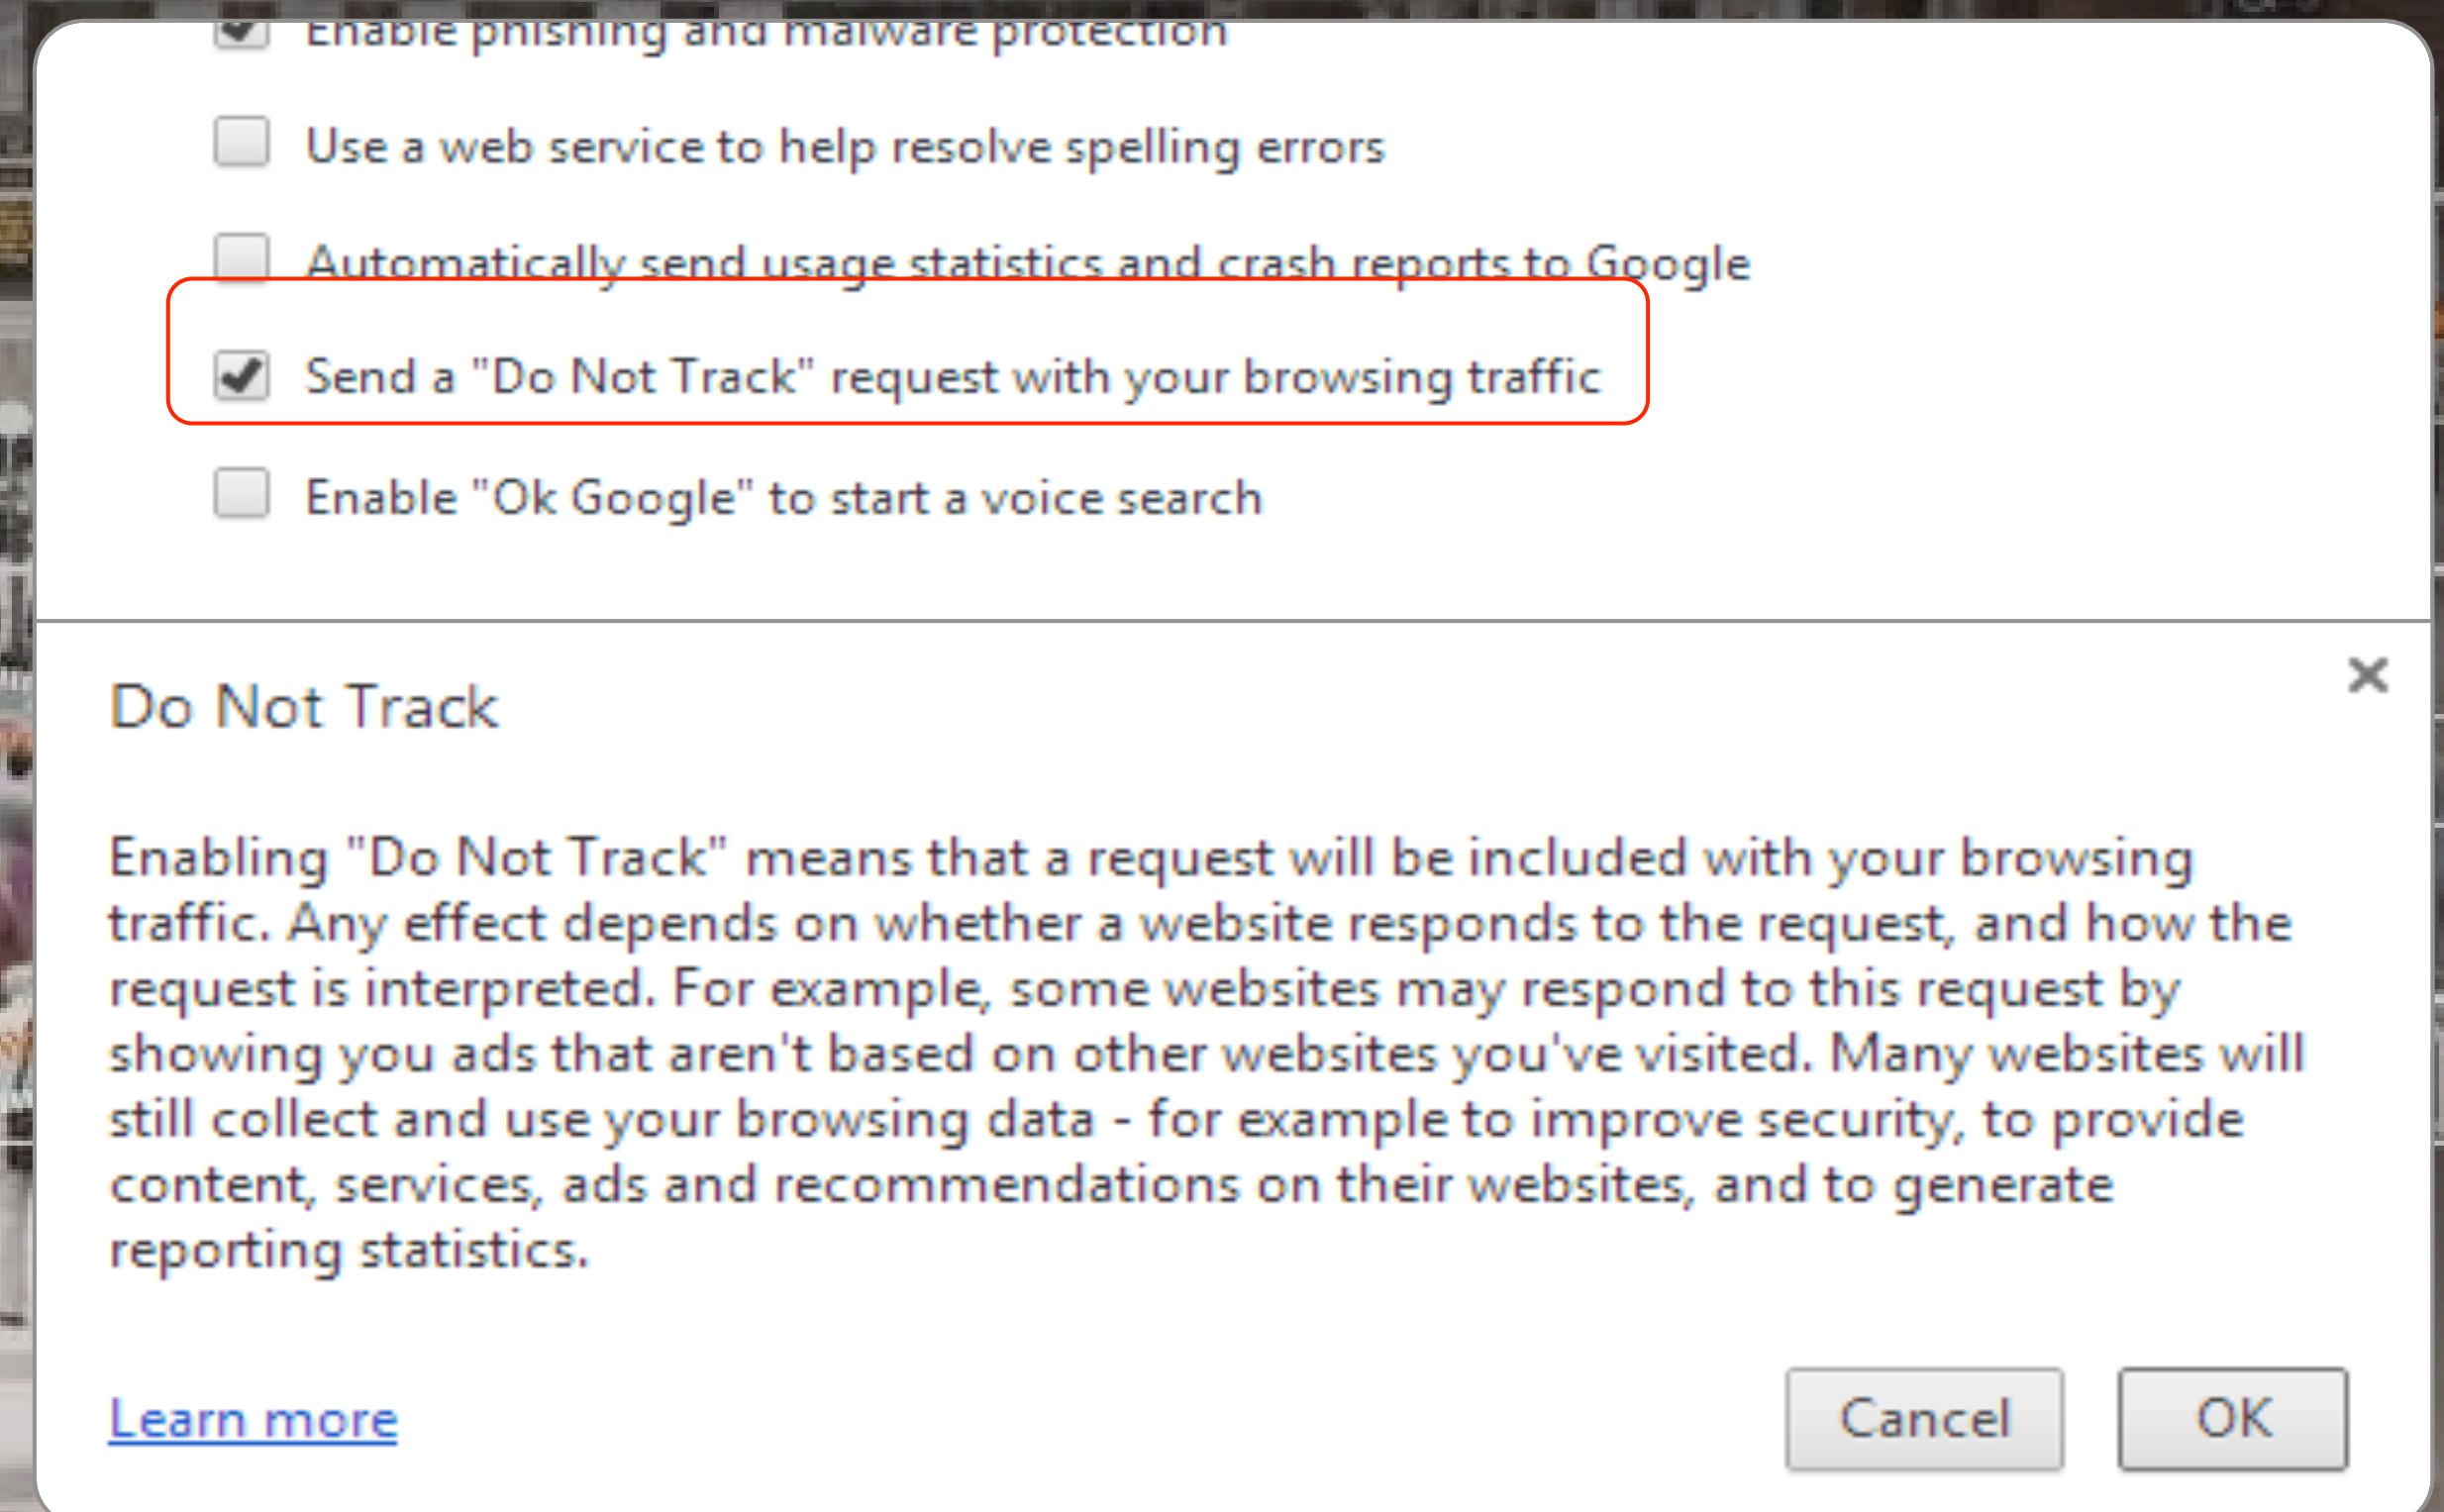 Enable phishing and malware protection
Use a web service to help resolve spelling errors
Automatically send usage statistics and crash reports to Google
Send a "Do Not Track" request with your browsing traffic
Enable "Ok Google" to start a voice search
Do Not Track
Enabling "Do Not Track" means that a request will be included with your browsing
traffic. Any effect depends on whether a website responds to the request, and how the
request is interpreted. For example, some websites may respond to this request by
showing you ads that aren't based on other websites you've visited. Many websites will
still collect and use your browsing data - for example to improve security, to provide
content, services, ads and recommendations on their websites, and to generate
reporting statistics.
Learn more
Cancel
OK